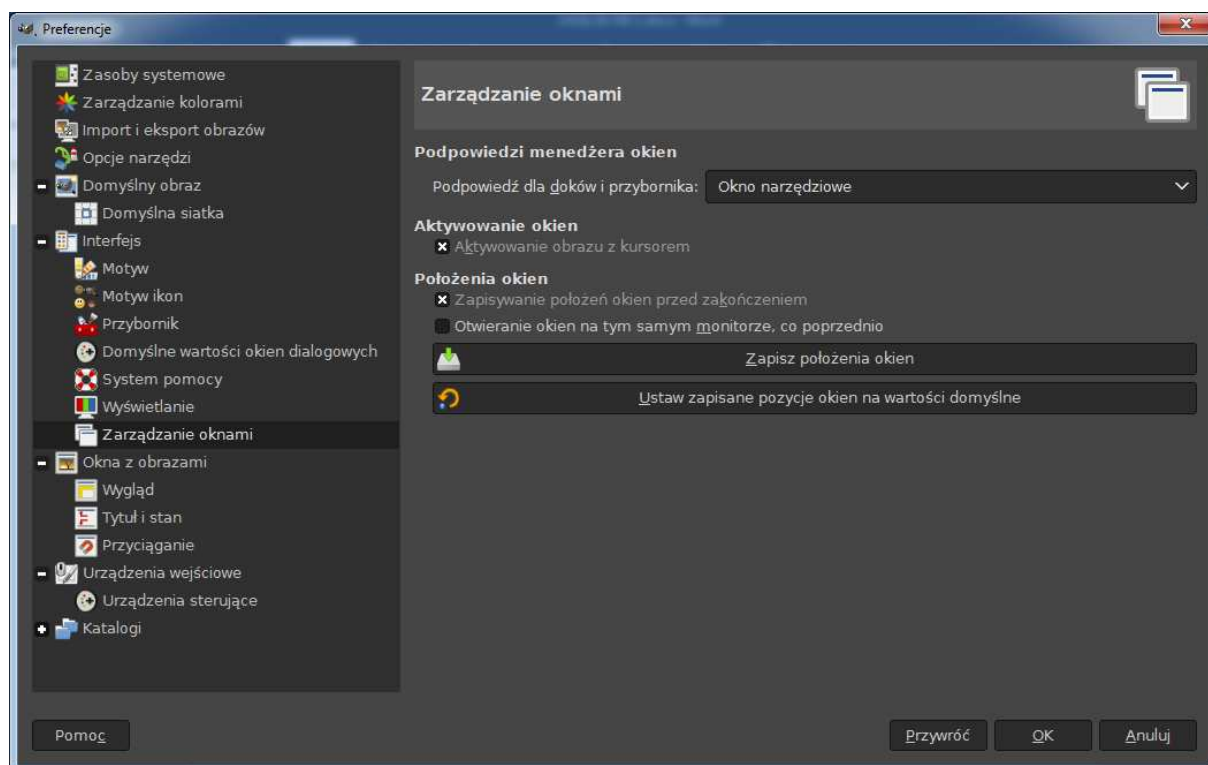 Preferencje
Zasoby systemowe
Zarządzanie kolorami
Import i eksport obrazów
Opcje narzędzi
Domyślny obraz
Domyślna siatka
Interfejs
Motyw
Motyw ikon
Przybornik
Domyślne wartości okien dialogowych
System pomocy
Wyświetlanie
Zarządzanie oknami
Okna z obrazami
Wygląd
Tytuł i stan
Przyciąganie
Urządzenia wejściowe
Urządzenia sterujące
Katalogi
Zarządzanie oknami
Podpowiedzi menedżera okien
Podpowiedź dla doków i przybornika: Okno narzędziowe
Aktywowanie okien
Aktywowanie obrazu z kursorem
Położenia okien
Zapisywanie położeń okien przed zakończeniem
Otwieranie okien na tym samym monitorze, co poprzednio
Zapisz położenia okien
Ustaw zapisane pozycje okien na wartości domyślne
Pomoc
Przywróć
OK
Anuluj